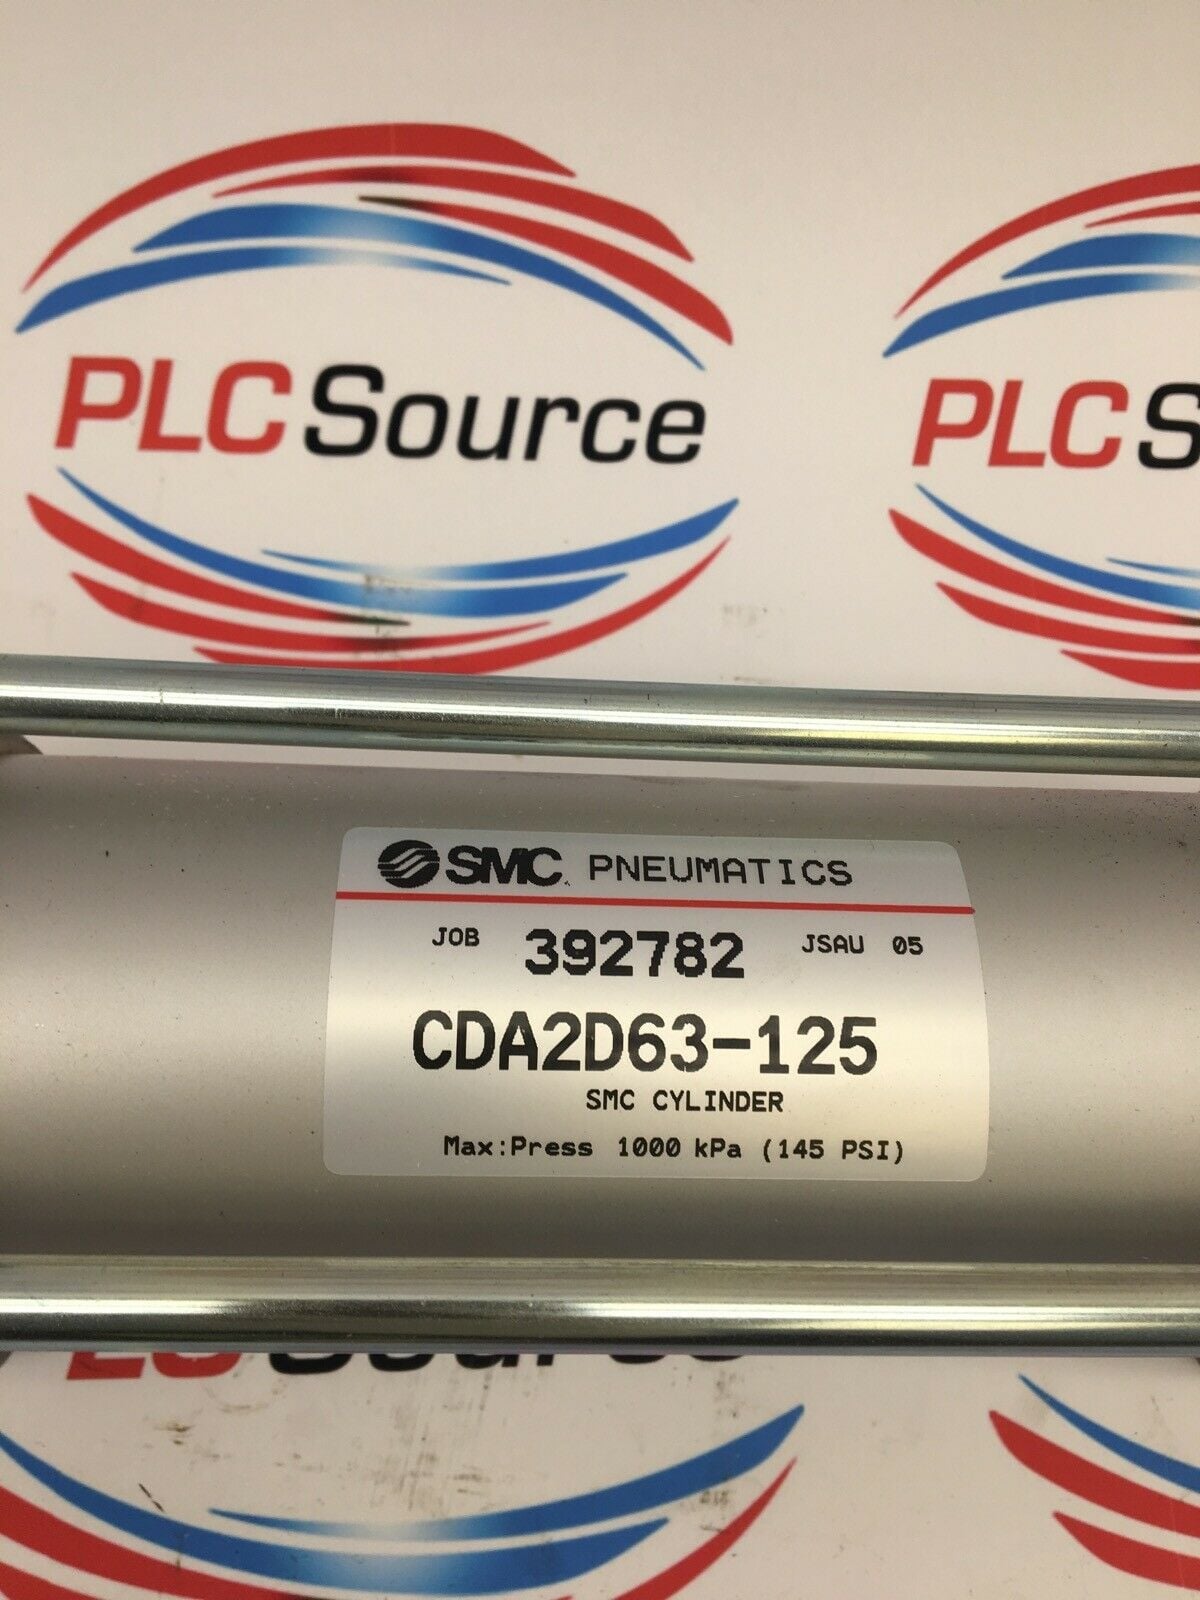 PLC Source
PLC S
SMC PNEUMATICS
JOB 392782 JSAU 05
CDA2D63-125
SMC CYLINDER
Max:Press 1000 kPa (145 PSI)